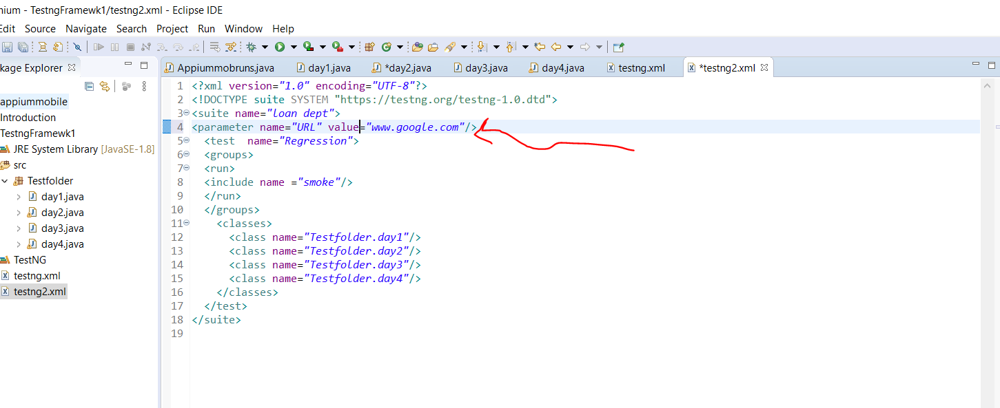 nium - TestngFramewk1/testng2.xml - Eclipse IDE
Edit Source Navigate Search Project Run Window Help
kage Explorer
Appiummobruns.java day1.java *day2.java day3.java day4.java testng.xml *testng2.xml
appiummobile
Introduction
TestngFramewk1
JRE System Library [JavaSE-1.8]
src
Testfolder
day1.java
day2.java
day3.java
day4.java
TestNG
testng.xml
testng2.xml
1 <?xml version="1.0" encoding="UTF-8"?>
2 <!DOCTYPE suite SYSTEM "https://testng.org/testng-1.0.dtd">
3 <suite name="loan dept">
4 <parameter name="URL" value="www.google.com"/>
5 <test  name="Regression">
6 <groups>
7 <run>
8 <include name ="smoke"/>
9 </run>
10 </groups>
11 <classes>
12 <class name="Testfolder.day1"/>
13 <class name="Testfolder.day2"/>
14 <class name="Testfolder.day3"/>
15 <class name="Testfolder.day4"/>
16 </classes>
17 </test>
18 </suite>
19